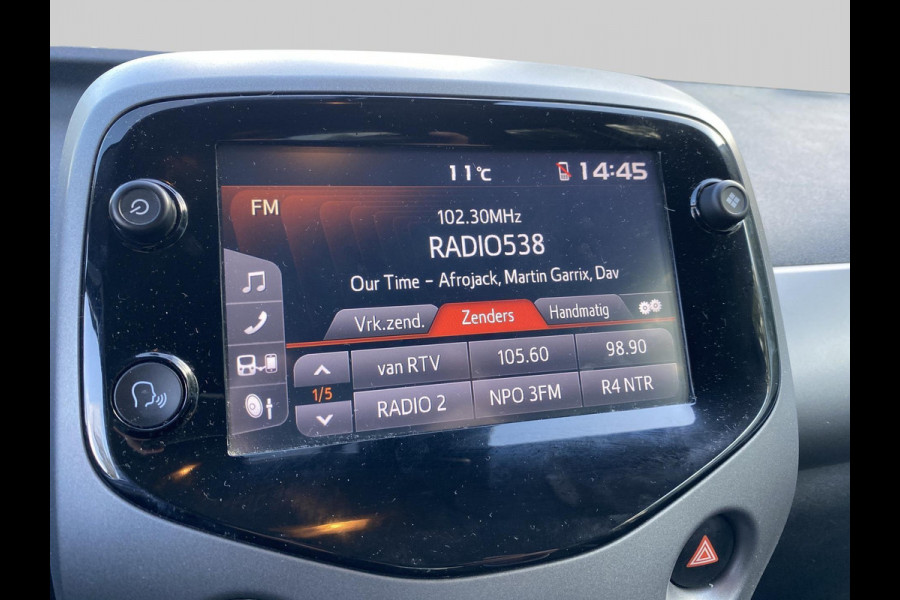 11°C 14:45
FM
102.30MHz
RADIO538
Our Time – Afrojack, Martin Garrix, Dav
Vrk.zend. Zenders Handmatig
1/5
van RTV 105.60 98.90
RADIO 2 NPO 3FM R4 NTR